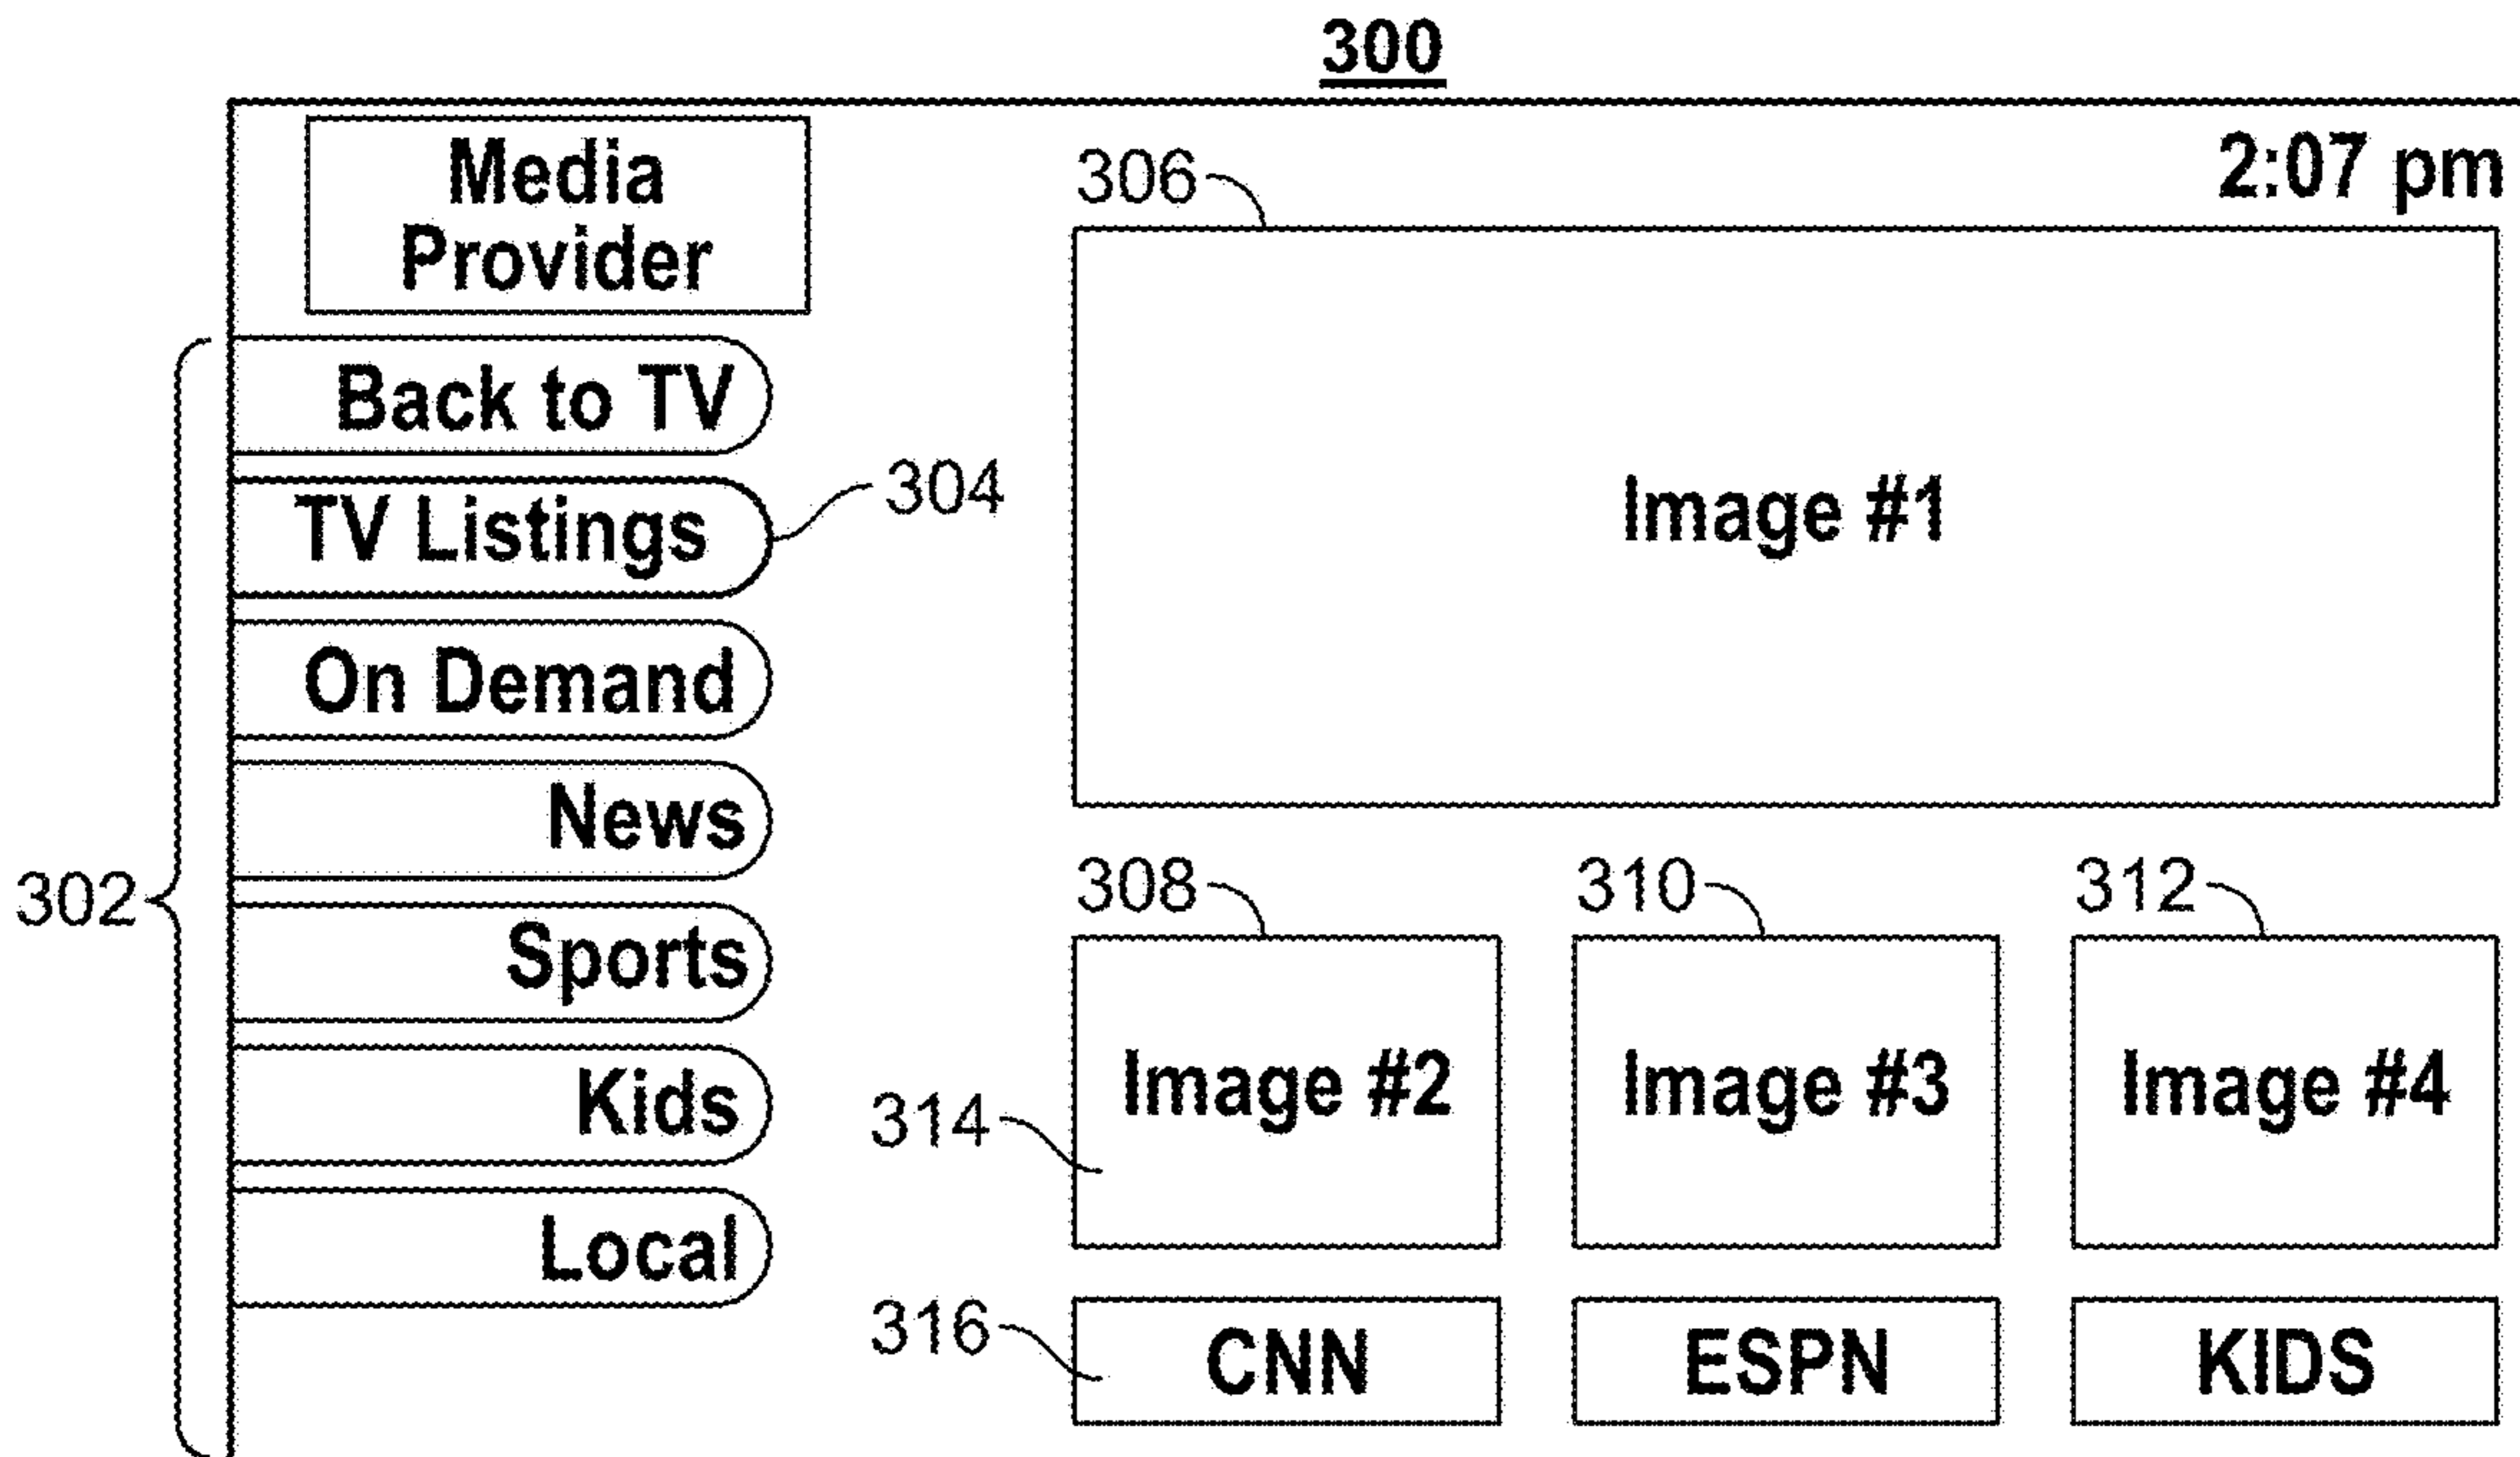 300
Media
Provider
2:07 pm
306
Back to TV
304
TV Listings
Image #1
On Demand
News
302
308
310
312
Sports
Image #2
Image #3
Image #4
Kids
314
Local
316
CNN
ESPN
KIDS